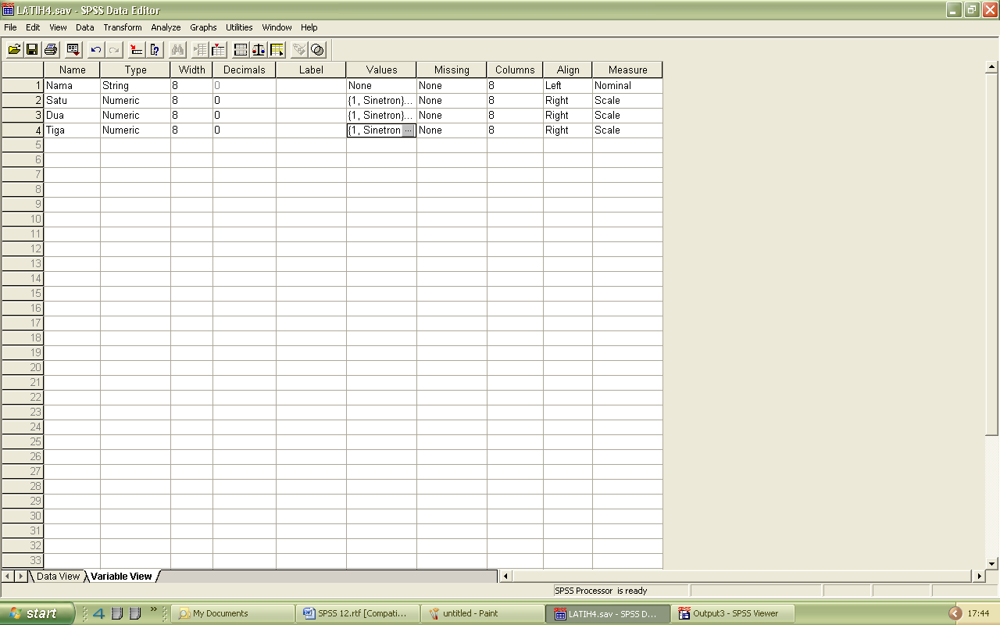 LATIH4.sav - SPSS Data Editor
File Edit View Data Transform Analyze Graphs Utilities Window Help
Name Type Width Decimals Label Values Missing Columns Align Measure
1 Nama String 8 0 None None 8 Left Nominal
2 Satu Numeric 8 0 {1, Sinetron}... None 8 Right Scale
3 Dua Numeric 8 0 {1, Sinetron}... None 8 Right Scale
4 Tiga Numeric 8 0 {1, Sinetron ... None 8 Right Scale
5
6
7
8
9
10
11
12
13
14
15
16
17
18
19
20
21
22
23
24
25
26
27
28
29
30
31
32
33
Data View Variable View
SPSS Processor is ready
start 4 » My Documents SPSS 12.rtf [Compati... untitled - Paint LATIH4.sav - SPSS D... Output3 - SPSS Viewer 17:44